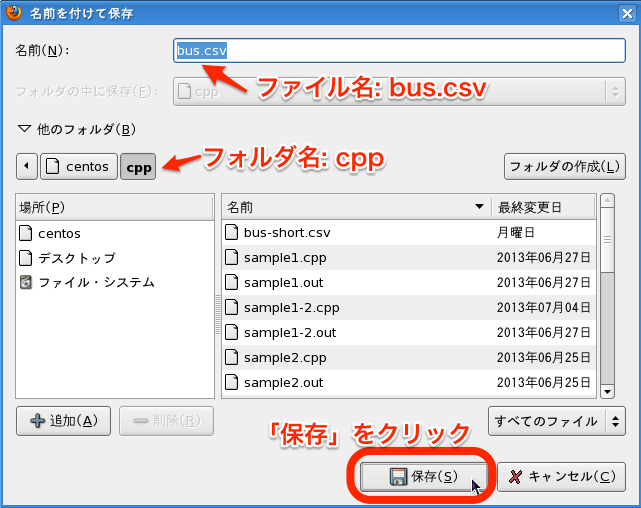 名前を付けて保存
名前(N):
bus.csv
ファイル名: bus.csv
フォルダの中に保存(F):
cpp
他のフォルダ(B)
centos
cpp
フォルダ名: cpp
フォルダの作成(L)
場所(P)
名前
最終変更日
centos
デスクトップ
ファイル・システム
bus-short.csv 月曜日
sample1.cpp 2013年06月27日
sample1.out 2013年06月27日
sample1-2.cpp 2013年07月04日
sample1-2.out 2013年06月27日
sample2.cpp 2013年06月25日
sample2.out 2013年06月25日
追加(A)
削除(R)
「保存」をクリック
すべてのファイル
保存(S)
キャンセル(C)